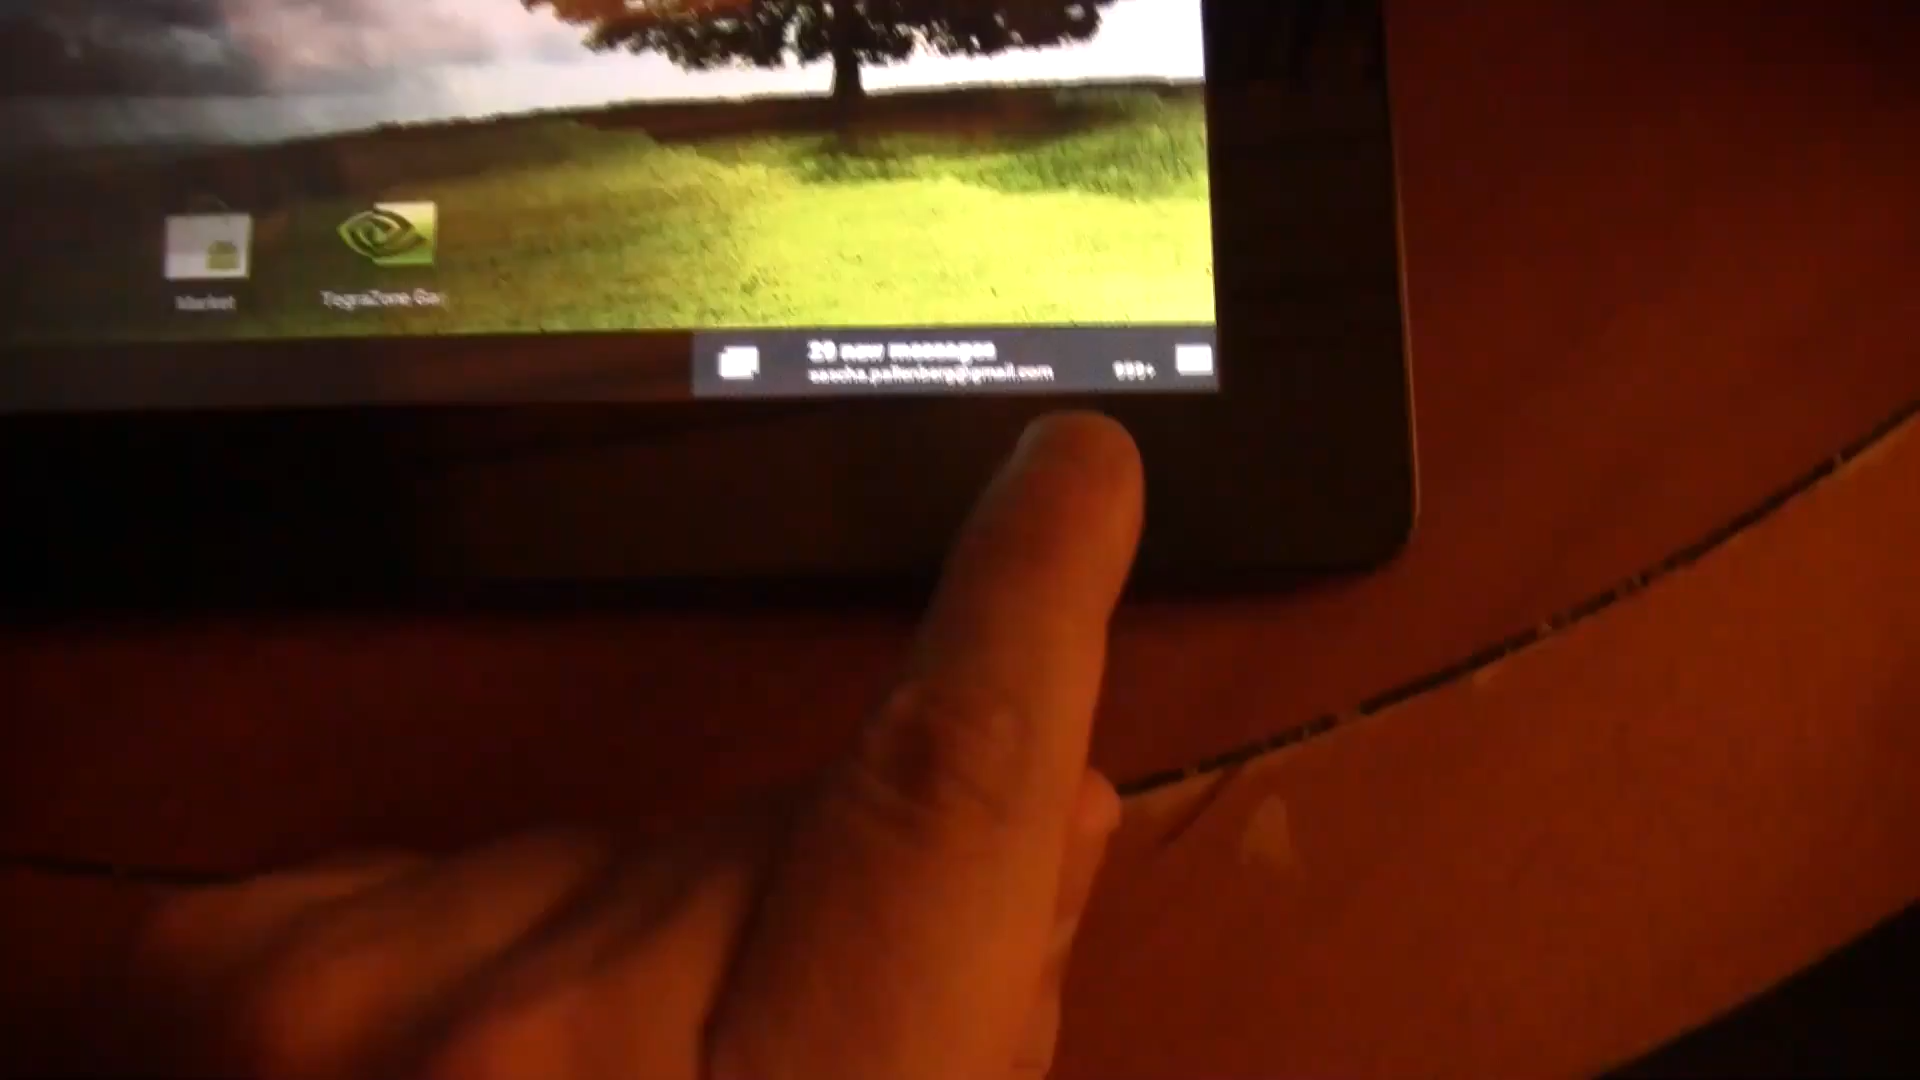 Market
TegraZone Ga
20 new messages
sascha.pallenberg@gmail.com
999+